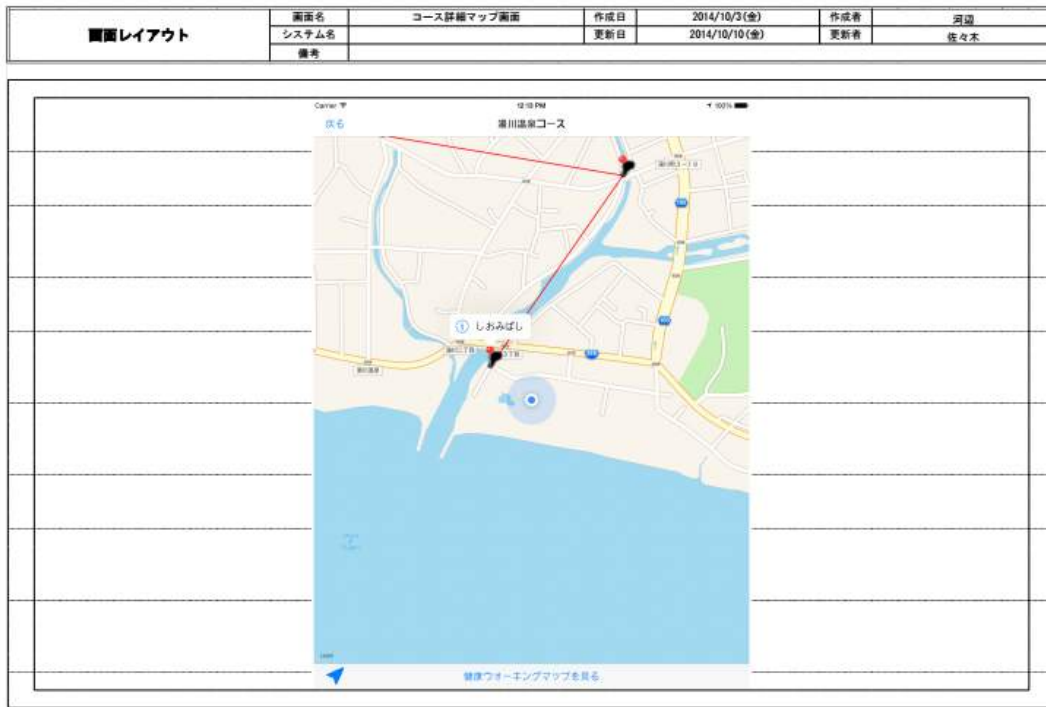 画面レイアウト
画面名 コース詳細マップ画面 作成日 2014/10/3(金) 作成者 河辺
システム名 更新日 2014/10/10(金) 更新者 佐々木
備考
Carrier 12:13 PM 100%
戻る 湯川温泉コース
しおみばし
健康ウォーキングマップを見る